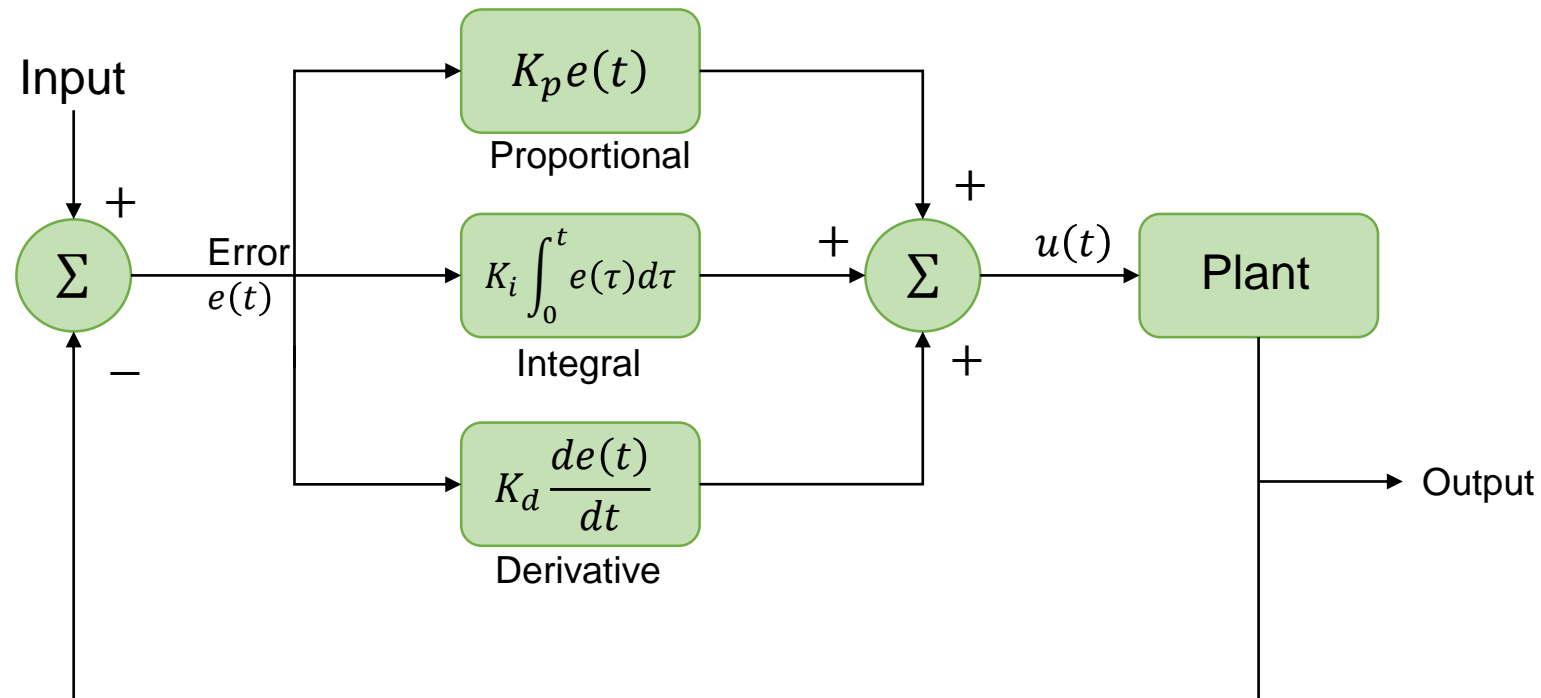 Input
+
Σ
−
Error
e(t)
K_p e(t)
Proportional
K_i ∫_0^t e(τ)dτ
Integral
K_d de(t)/dt
Derivative
+
+
+
Σ
u(t)
Plant
Output